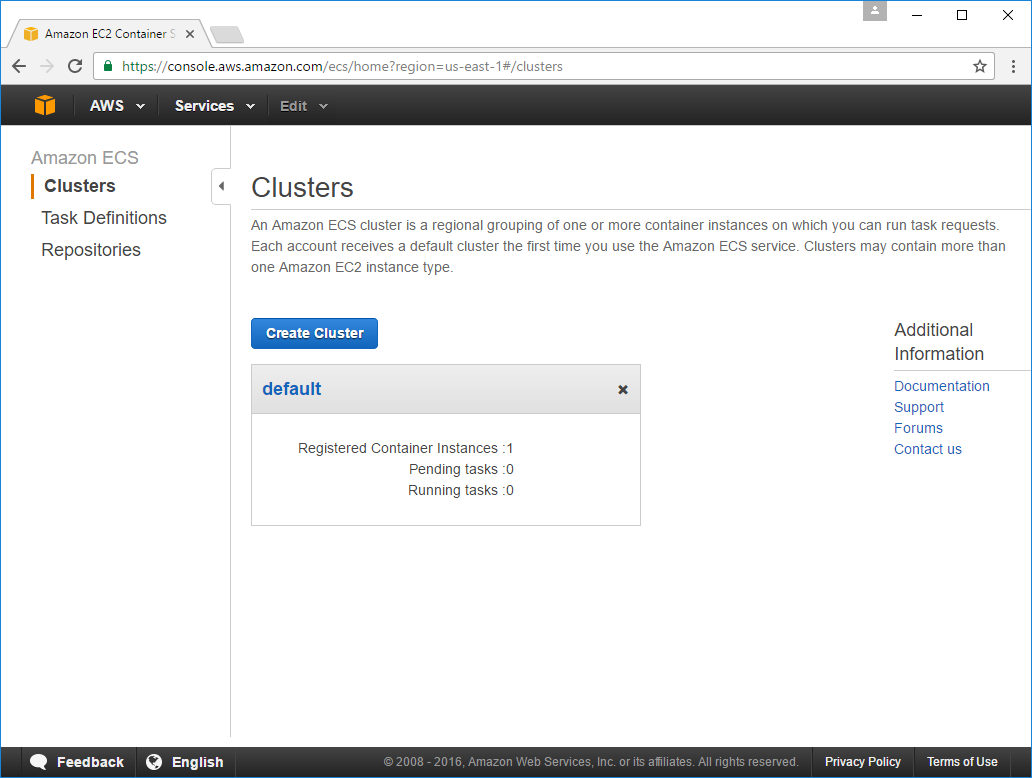 Amazon EC2 Container S
https://console.aws.amazon.com/ecs/home?region=us-east-1#/clusters
AWS Services Edit
Amazon ECS
Clusters
Task Definitions
Repositories
Clusters
An Amazon ECS cluster is a regional grouping of one or more container instances on which you can run task requests.
Each account receives a default cluster the first time you use the Amazon ECS service. Clusters may contain more than
one Amazon EC2 instance type.
Create Cluster
default
Registered Container Instances :1
Pending tasks :0
Running tasks :0
Additional
Information
Documentation
Support
Forums
Contact us
Feedback English © 2008 - 2016, Amazon Web Services, Inc. or its affiliates. All rights reserved. Privacy Policy Terms of Use